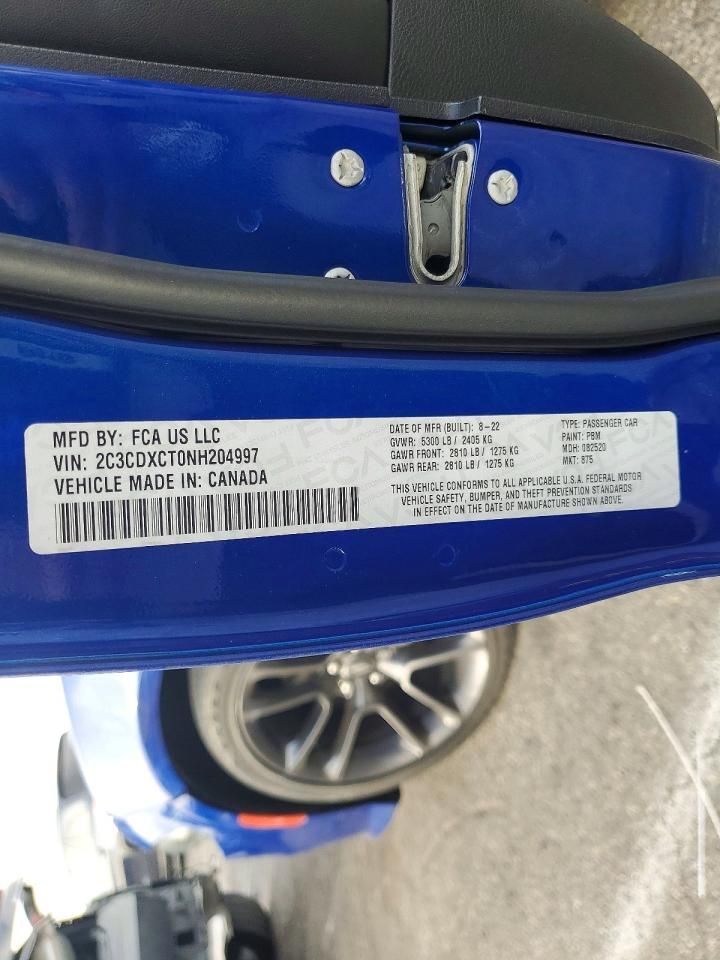 MFD BY: FCA US LLC
VIN: 2C3CDXCT0NH204997
VEHICLE MADE IN: CANADA
DATE OF MFR (BUILT): 8-22
GVWR: 5300 LB / 2405 KG
GAWR FRONT: 2810 LB / 1275 KG
GAWR REAR: 2810 LB / 1275 KG
TYPE: PASSENGER CAR
PAINT: PBM
MDH: 082520
MKT: 875
THIS VEHICLE CONFORMS TO ALL APPLICABLE U.S.A. FEDERAL MOTOR
VEHICLE SAFETY, BUMPER, AND THEFT PREVENTION STANDARDS
IN EFFECT ON THE DATE OF MANUFACTURE SHOWN ABOVE.